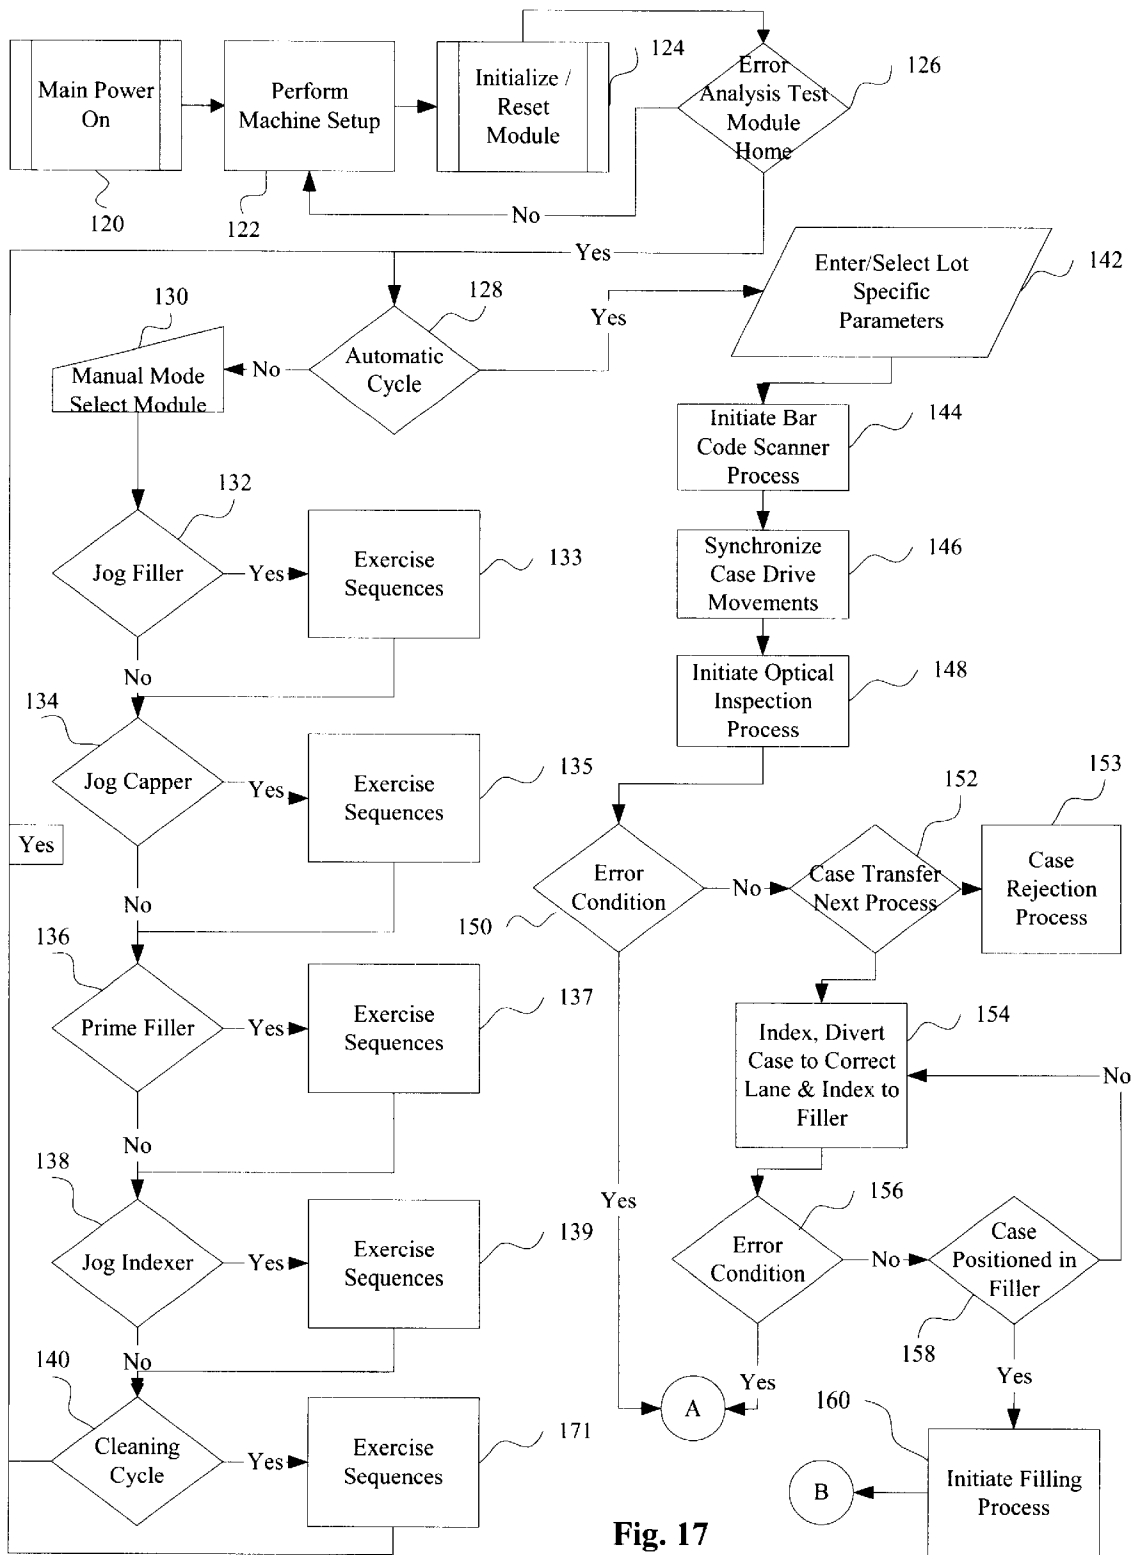 Main Power
On
120
Perform
Machine Setup
122
Initialize /
Reset
Module
124
Error
Analysis Test
Module
Home
126
No
Yes
Enter/Select Lot
Specific
Parameters
142
130
Manual Mode
Select Module
No
128
Automatic
Cycle
Yes
Initiate Bar
Code Scanner
Process
144
132
Jog Filler
Yes
Exercise
Sequences
133
Synchronize
Case Drive
Movements
146
No
Initiate Optical
Inspection
Process
148
134
Jog Capper
Yes
Exercise
Sequences
135
Yes
No
Error
Condition
150
No
152
Case Transfer
Next Process
153
Case
Rejection
Process
136
Prime Filler
Yes
Exercise
Sequences
137
Index, Divert
Case to Correct
Lane & Index to
Filler
154
No
No
138
Jog Indexer
Yes
Exercise
Sequences
139
Yes
Error
Condition
156
No
Case
Positioned in
Filler
158
No
Yes
Yes
140
Cleaning
Cycle
Yes
Exercise
Sequences
171
A
160
Initiate Filling
Process
B
Fig. 17